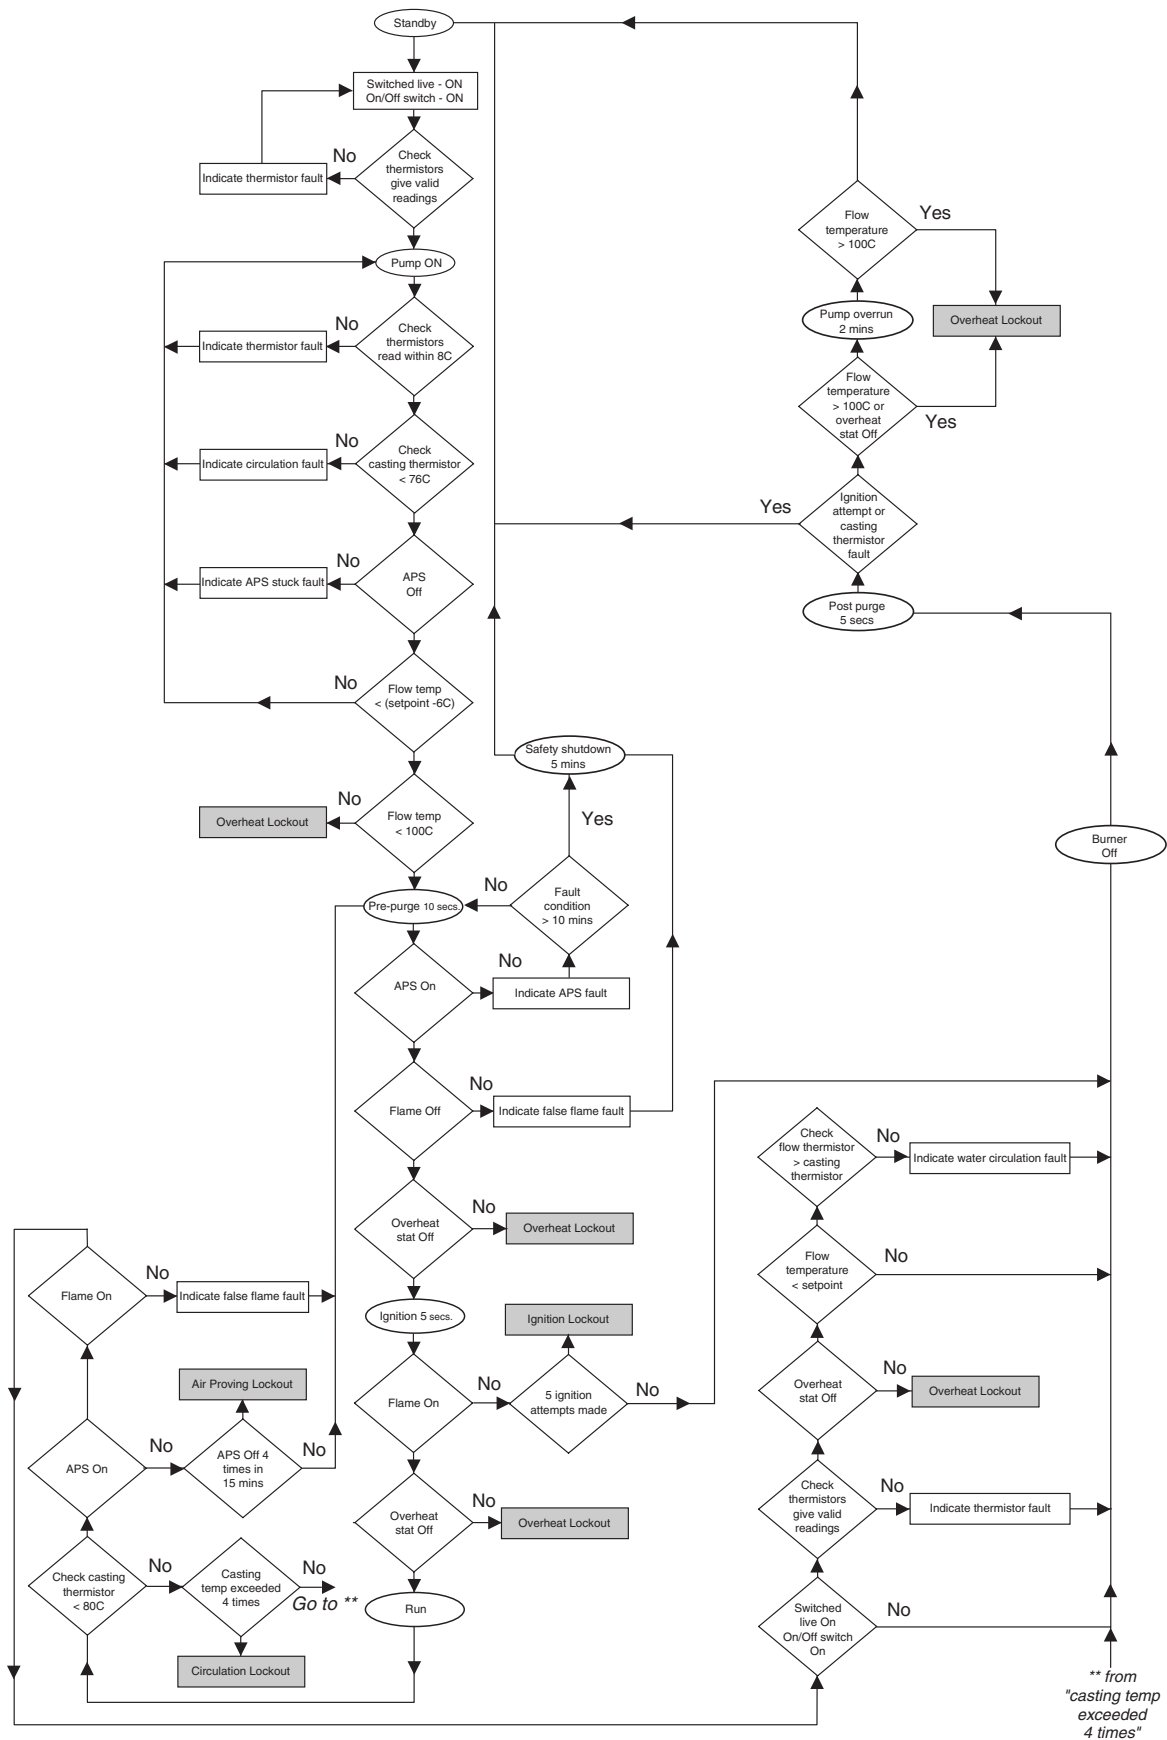 Standby
Switched live - ON
On/Off switch - ON
No
Check
thermistors
give valid
readings
Indicate thermistor fault
Pump ON
No
Check
thermistors
read within 8C
Indicate thermistor fault
No
Check
casting thermistor
< 76C
Indicate circulation fault
No
APS
Off
Indicate APS stuck fault
No
Flow temp
< (setpoint -6C)
No
Flow temp
< 100C
Overheat Lockout
Safety shutdown
5 mins
Yes
Fault
condition
> 10 mins
No
Pre-purge 10 secs.
APS On
No
Indicate APS fault
Flame Off
No
Indicate false flame fault
Overheat
stat Off
No
Overheat Lockout
Ignition 5 secs.
Ignition Lockout
Flame On
No
5 ignition
attempts made
No
Overheat
stat Off
No
Overheat Lockout
Run
Flame On
No
Indicate false flame fault
Air Proving Lockout
APS On
No
APS Off 4
times in
15 mins
No
Check casting
thermistor
< 80C
No
Casting
temp exceeded
4 times
No
Go to **
Circulation Lockout
Flow
temperature
> 100C
Yes
Pump overrun
2 mins
Overheat Lockout
Flow
temperature
> 100C or
overheat
stat Off
Yes
Ignition
attempt or
casting
thermistor
fault
Yes
Post purge
5 secs
Burner
Off
Check
flow thermistor
> casting
thermistor
No
Indicate water circulation fault
Flow
temperature
< setpoint
No
Overheat
stat Off
No
Overheat Lockout
Check
thermistors
give valid
readings
No
Indicate thermistor fault
Switched
live On
On/Off switch
On
No
** from
"casting temp
exceeded
4 times"